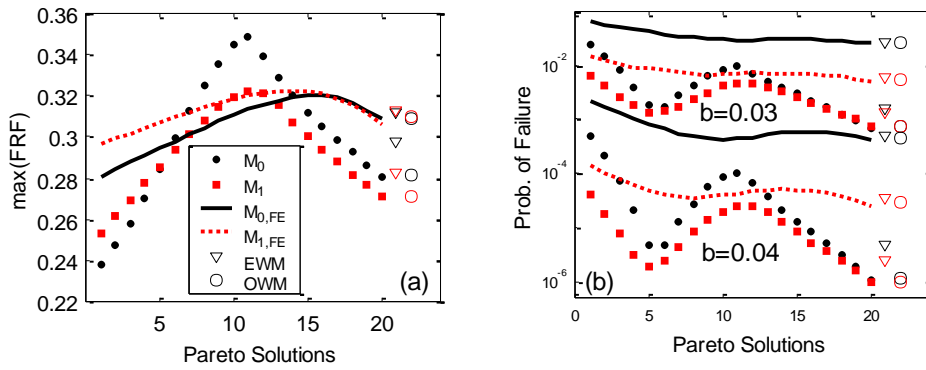 0.36
0.34
0.32
0.3
0.28
0.26
0.24
0.22
max(FRF)
M0
M1
M0,FE
M1,FE
EWM
OWM
(a)
5 10 15 20
Pareto Solutions
10-2
10-4
10-6
Prob. of Failure
b=0.03
b=0.04
(b)
0 5 10 15 20
Pareto Solutions